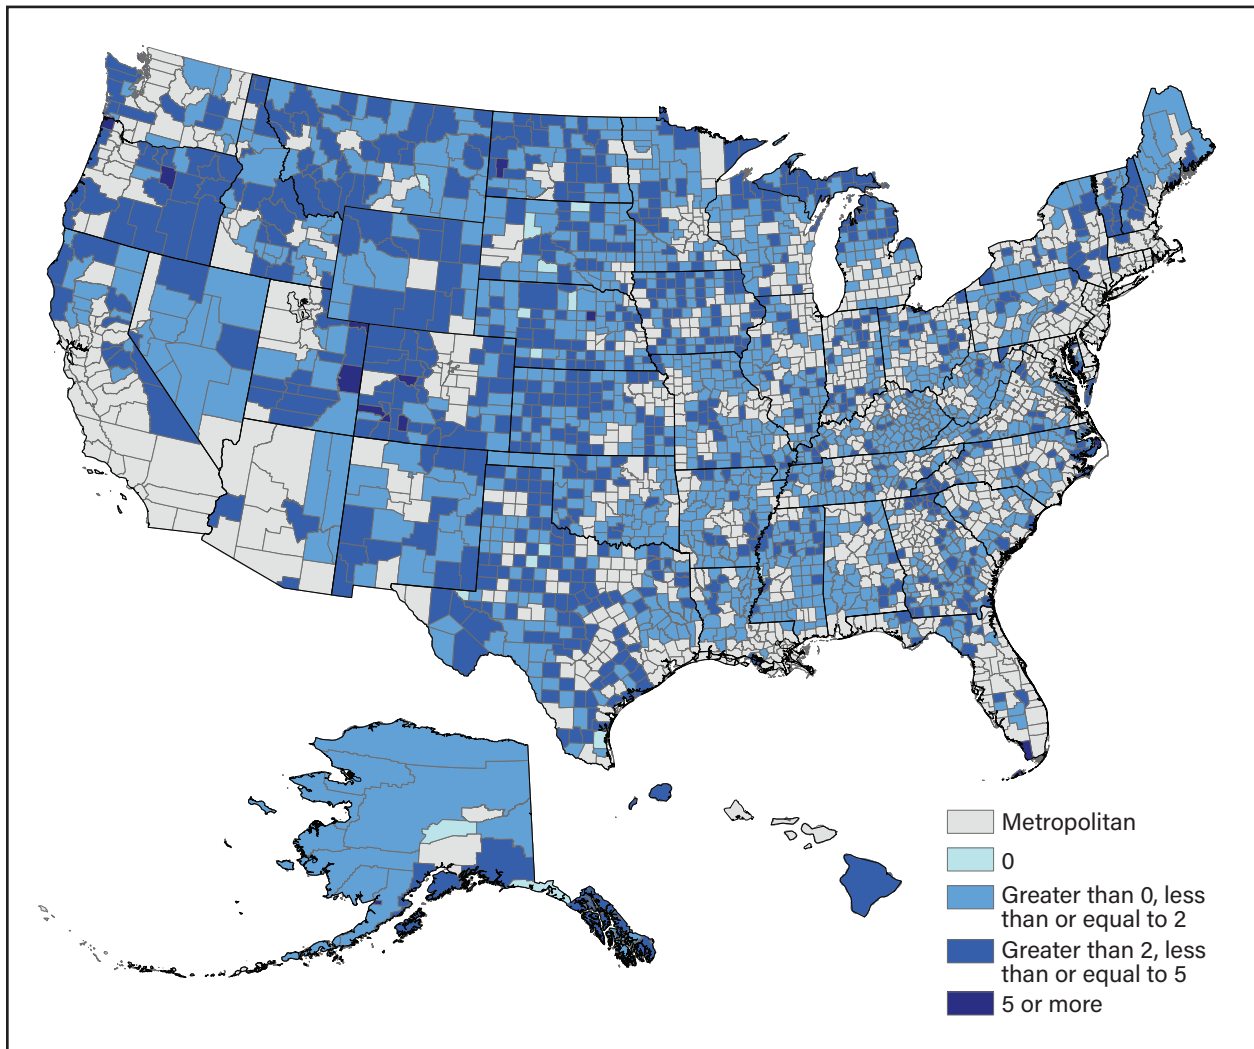 Metropolitan
0
Greater than 0, less
than or equal to 2
Greater than 2, less
than or equal to 5
5 or more